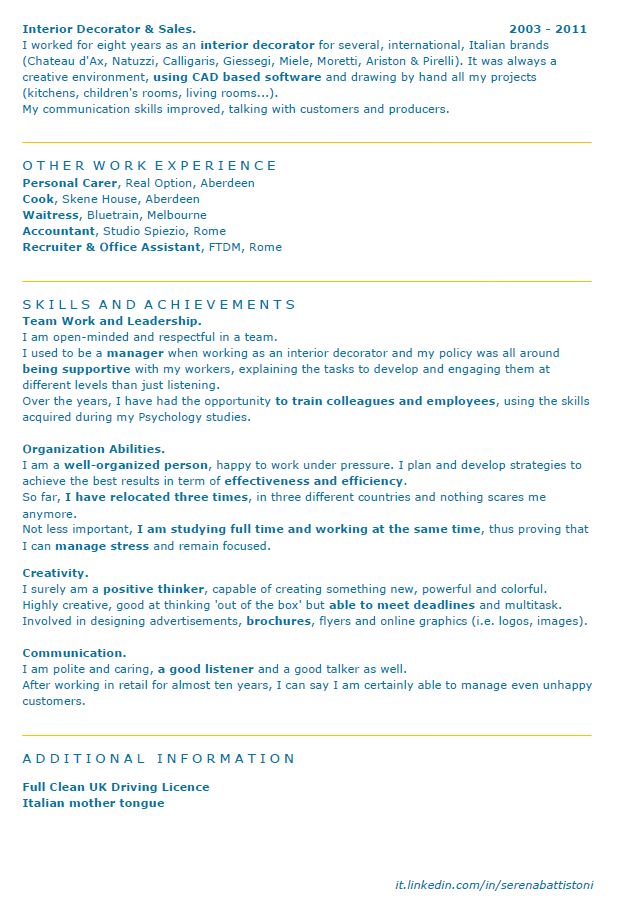 Interior Decorator & Sales. 2003 - 2011
I worked for eight years as an interior decorator for several, international, Italian brands
(Chateau d'Ax, Natuzzi, Calligaris, Giessegi, Miele, Moretti, Ariston & Pirelli). It was always a
creative environment, using CAD based software and drawing by hand all my projects
(kitchens, children's rooms, living rooms...).
My communication skills improved, talking with customers and producers.
OTHER WORK EXPERIENCE
Personal Carer, Real Option, Aberdeen
Cook, Skene House, Aberdeen
Waitress, Bluetrain, Melbourne
Accountant, Studio Spiezio, Rome
Recruiter & Office Assistant, FTDM, Rome
SKILLS AND ACHIEVEMENTS
Team Work and Leadership.
I am open-minded and respectful in a team.
I used to be a manager when working as an interior decorator and my policy was all around
being supportive with my workers, explaining the tasks to develop and engaging them at
different levels than just listening.
Over the years, I have had the opportunity to train colleagues and employees, using the skills
acquired during my Psychology studies.
Organization Abilities.
I am a well-organized person, happy to work under pressure. I plan and develop strategies to
achieve the best results in term of effectiveness and efficiency.
So far, I have relocated three times, in three different countries and nothing scares me
anymore.
Not less important, I am studying full time and working at the same time, thus proving that
I can manage stress and remain focused.
Creativity.
I surely am a positive thinker, capable of creating something new, powerful and colorful.
Highly creative, good at thinking 'out of the box' but able to meet deadlines and multitask.
Involved in designing advertisements, brochures, flyers and online graphics (i.e. logos, images).
Communication.
I am polite and caring, a good listener and a good talker as well.
After working in retail for almost ten years, I can say I am certainly able to manage even unhappy
customers.
ADDITIONAL INFORMATION
Full Clean UK Driving Licence
Italian mother tongue
it.linkedin.com/in/serenabattistoni